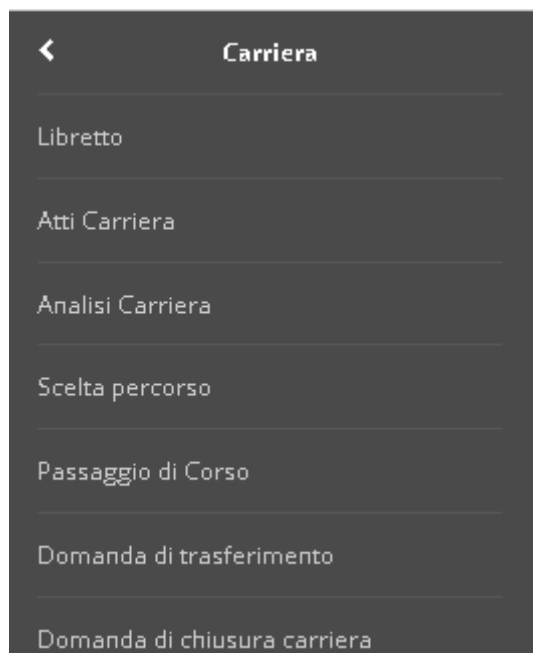 Carriera
Libretto
Atti Carriera
Analisi Carriera
Scelta percorso
Passaggio di Corso
Domanda di trasferimento
Domanda di chiusura carriera